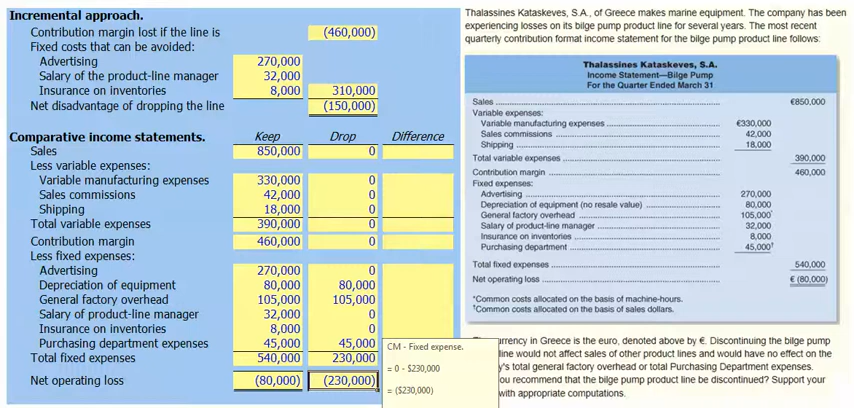 Incremental approach.
Contribution margin lost if the line is (460,000)
Fixed costs that can be avoided:
Advertising 270,000
Salary of the product-line manager 32,000
Insurance on inventories 8,000 310,000
Net disadvantage of dropping the line (150,000)
Comparative income statements. Keep Drop Difference
Sales 850,000 0
Less variable expenses:
Variable manufacturing expenses 330,000 0
Sales commissions 42,000 0
Shipping 18,000 0
Total variable expenses 390,000 0
Contribution margin 460,000 0
Less fixed expenses:
Advertising 270,000 0
Depreciation of equipment 80,000 80,000
General factory overhead 105,000 105,000
Salary of product-line manager 32,000 0
Insurance on inventories 8,000 0
Purchasing department expenses 45,000 45,000
Total fixed expenses 540,000 230,000
Net operating loss (80,000) (230,000)
CM - Fixed expense.
= 0 - $230,000
= ($230,000)
Thalassines Kataskeves, S.A., of Greece makes marine equipment. The company has been
experiencing losses on its bilge pump product line for several years. The most recent
quarterly contribution format income statement for the bilge pump product line follows:
Thalassines Kataskeves, S.A.
Income Statement—Bilge Pump
For the Quarter Ended March 31
Sales €850,000
Variable expenses:
Variable manufacturing expenses €330,000
Sales commissions 42,000
Shipping 18,000
Total variable expenses 390,000
Contribution margin 460,000
Fixed expenses:
Advertising 270,000
Depreciation of equipment (no resale value) 80,000
General factory overhead 105,000*
Salary of product-line manager 32,000
Insurance on inventories 8,000
Purchasing department 45,000†
Total fixed expenses 540,000
Net operating loss € (80,000)
*Common costs allocated on the basis of machine-hours.
†Common costs allocated on the basis of sales dollars.
in Greece is the euro, denoted above by €. Discontinuing the bilge pump
line would not affect sales of other product lines and would have no effect on the
total general factory overhead or total Purchasing Department expenses.
recommend that the bilge pump product line be discontinued? Support your
with appropriate computations.